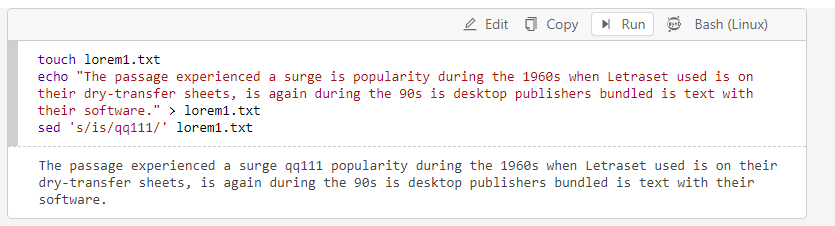 Edit Copy Run Bash (Linux)
touch lorem1.txt
echo "The passage experienced a surge is popularity during the 1960s when Letraset used is on
their dry-transfer sheets, is again during the 90s is desktop publishers bundled is text with
their software." > lorem1.txt
sed 's/is/qq111/' lorem1.txt
The passage experienced a surge qq111 popularity during the 1960s when Letraset used is on their
dry-transfer sheets, is again during the 90s is desktop publishers bundled is text with their
software.